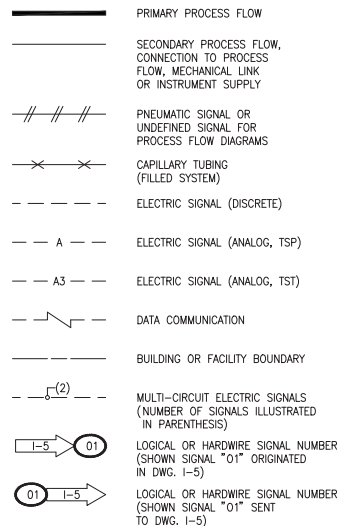 PRIMARY PROCESS FLOW
SECONDARY PROCESS FLOW,
CONNECTION TO PROCESS
FLOW, MECHANICAL LINK
OR INSTRUMENT SUPPLY
PNEUMATIC SIGNAL OR
UNDEFINED SIGNAL FOR
PROCESS FLOW DIAGRAMS
CAPILLARY TUBING
(FILLED SYSTEM)
ELECTRIC SIGNAL (DISCRETE)
A ELECTRIC SIGNAL (ANALOG, TSP)
A3 ELECTRIC SIGNAL (ANALOG, TST)
DATA COMMUNICATION
BUILDING OR FACILITY BOUNDARY
(2)
MULTI-CIRCUIT ELECTRIC SIGNALS
(NUMBER OF SIGNALS ILLUSTRATED
IN PARENTHESIS)
I-5 01 LOGICAL OR HARDWIRE SIGNAL NUMBER
(SHOWN SIGNAL "01" ORIGINATED
IN DWG. I-5)
01 I-5 LOGICAL OR HARDWIRE SIGNAL NUMBER
(SHOWN SIGNAL "01" SENT
TO DWG. I-5)